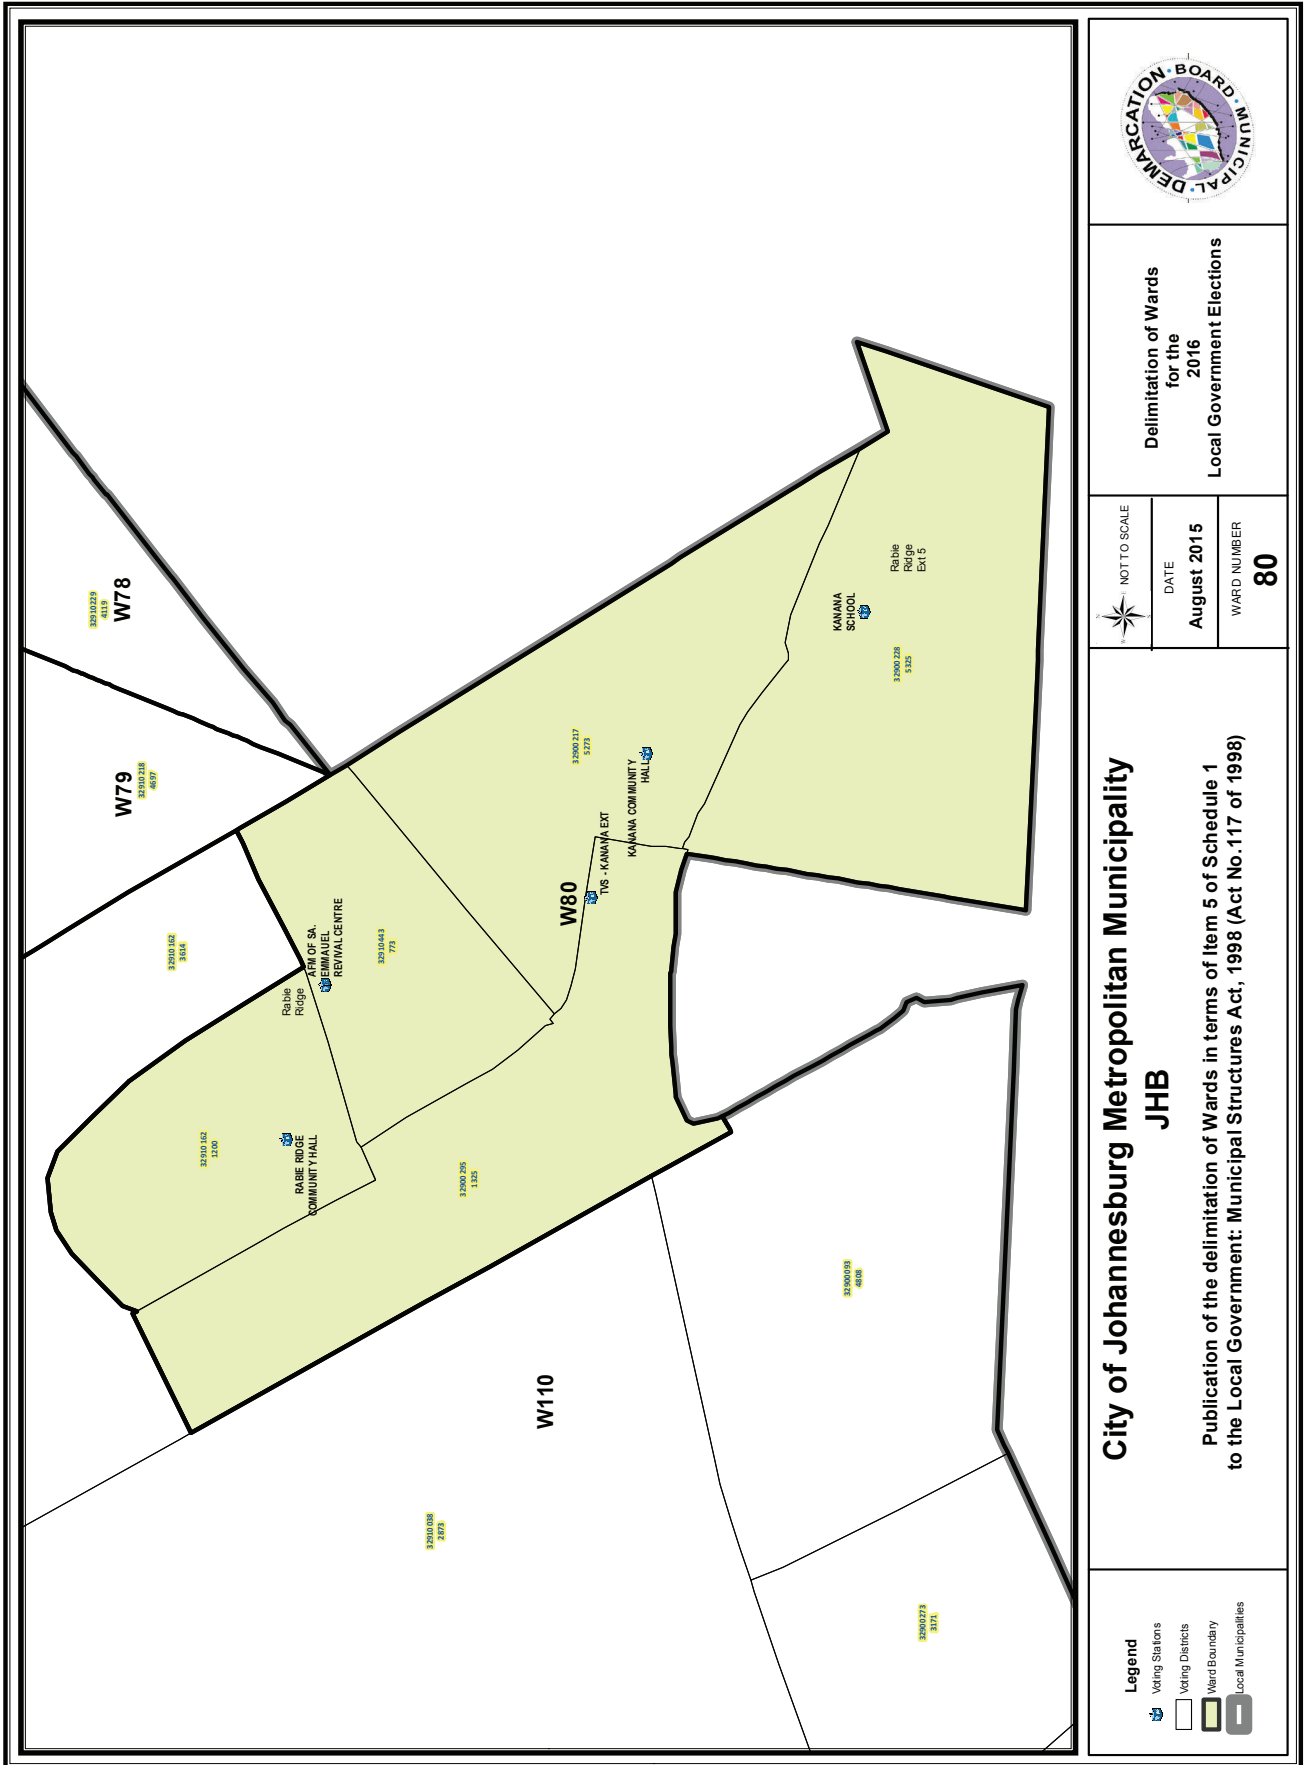 W78
32910229
4119
W79
32910218
4697
32910162
3614
AFM OF SA.
EMMAUEL
REVIVAL CENTRE
Rabie
Ridge
32910443
773
32910162
1200
RABIE RIDGE
COMMUNITY HALL
32900295
1325
W80
TVS - KANANA EXT
KANANA COMMUNITY
HALL
32900217
5273
KANANA
SCHOOL
Rabie
Ridge
Ext 5
32900228
5325
W110
32910038
2873
32900093
4808
32900273
3171
Legend
Voting Stations
Voting Districts
Ward Boundary
Local Municipalities
City of Johannesburg Metropolitan Municipality
JHB
Publication of the delimitation of Wards in terms of Item 5 of Schedule 1
to the Local Government: Municipal Structures Act, 1998 (Act No.117 of 1998)
NOT TO SCALE
DATE
August 2015
WARD NUMBER
80
Delimitation of Wards
for the
2016
Local Government Elections
MUNICIPAL DEMARCATION BOARD